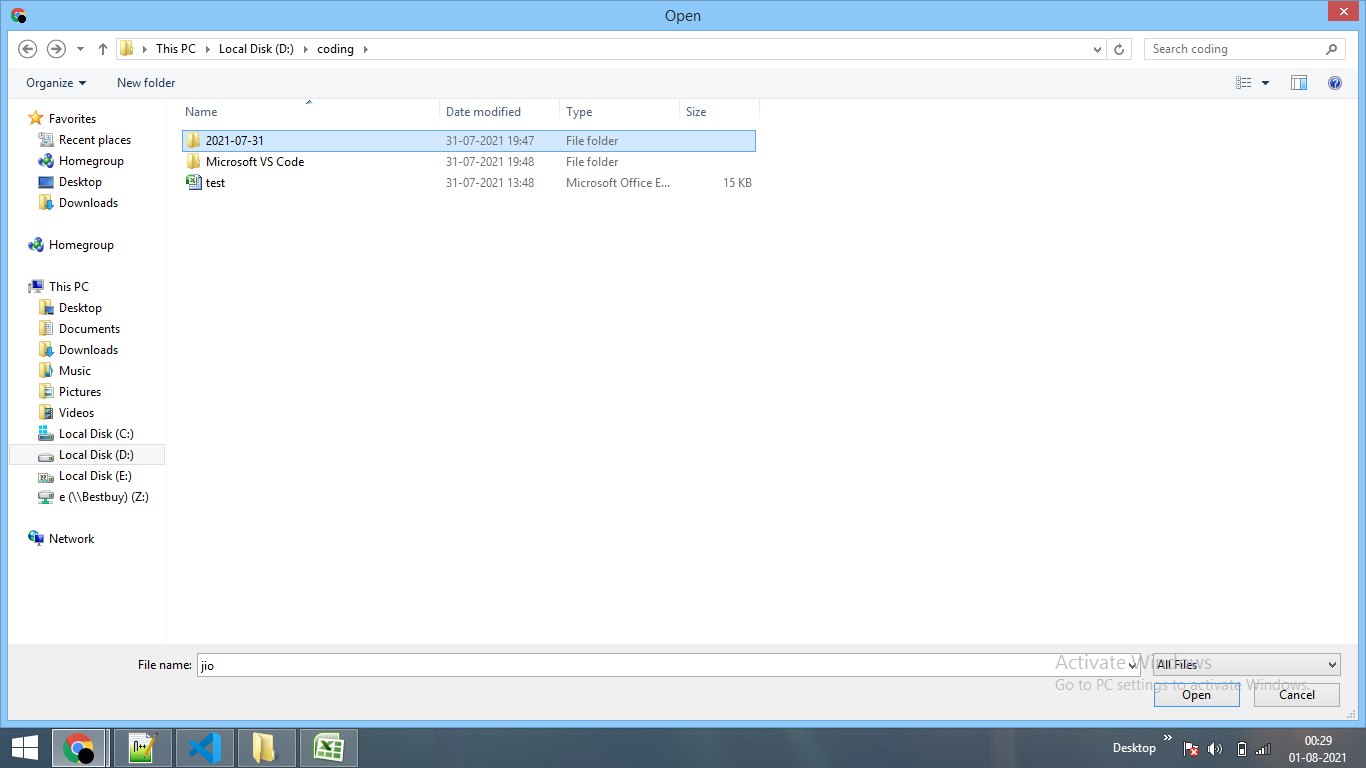 Open
This PC Local Disk (D:) coding
Search coding
Organize New folder
Name Date modified Type Size
2021-07-31 31-07-2021 19:47 File folder
Microsoft VS Code 31-07-2021 19:48 File folder
test 31-07-2021 13:48 Microsoft Office E... 15 KB
Favorites
Recent places
Homegroup
Desktop
Downloads
Homegroup
This PC
Desktop
Documents
Downloads
Music
Pictures
Videos
Local Disk (C:)
Local Disk (D:)
Local Disk (E:)
e (\\Bestbuy) (Z:)
Network
File name: jio
All Files
Activate Windows
Go to PC settings to activate Windows.
Open Cancel
Desktop
00:29
01-08-2021